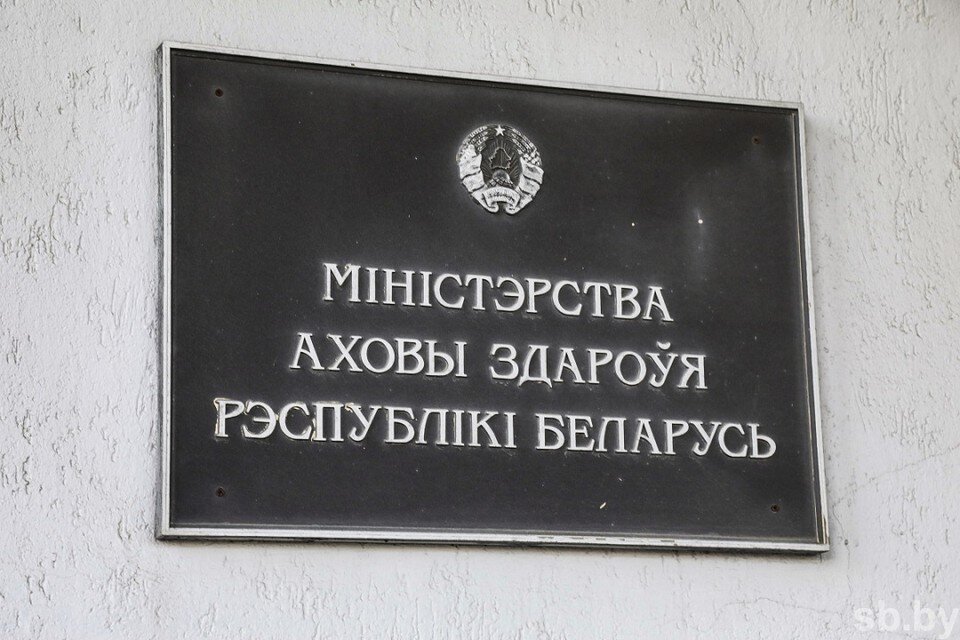 МІНІСТЭРСТВА
АХОВЫ ЗДАРОЎЯ
РЭСПУБЛІКІ БЕЛАРУСЬ
sb.by